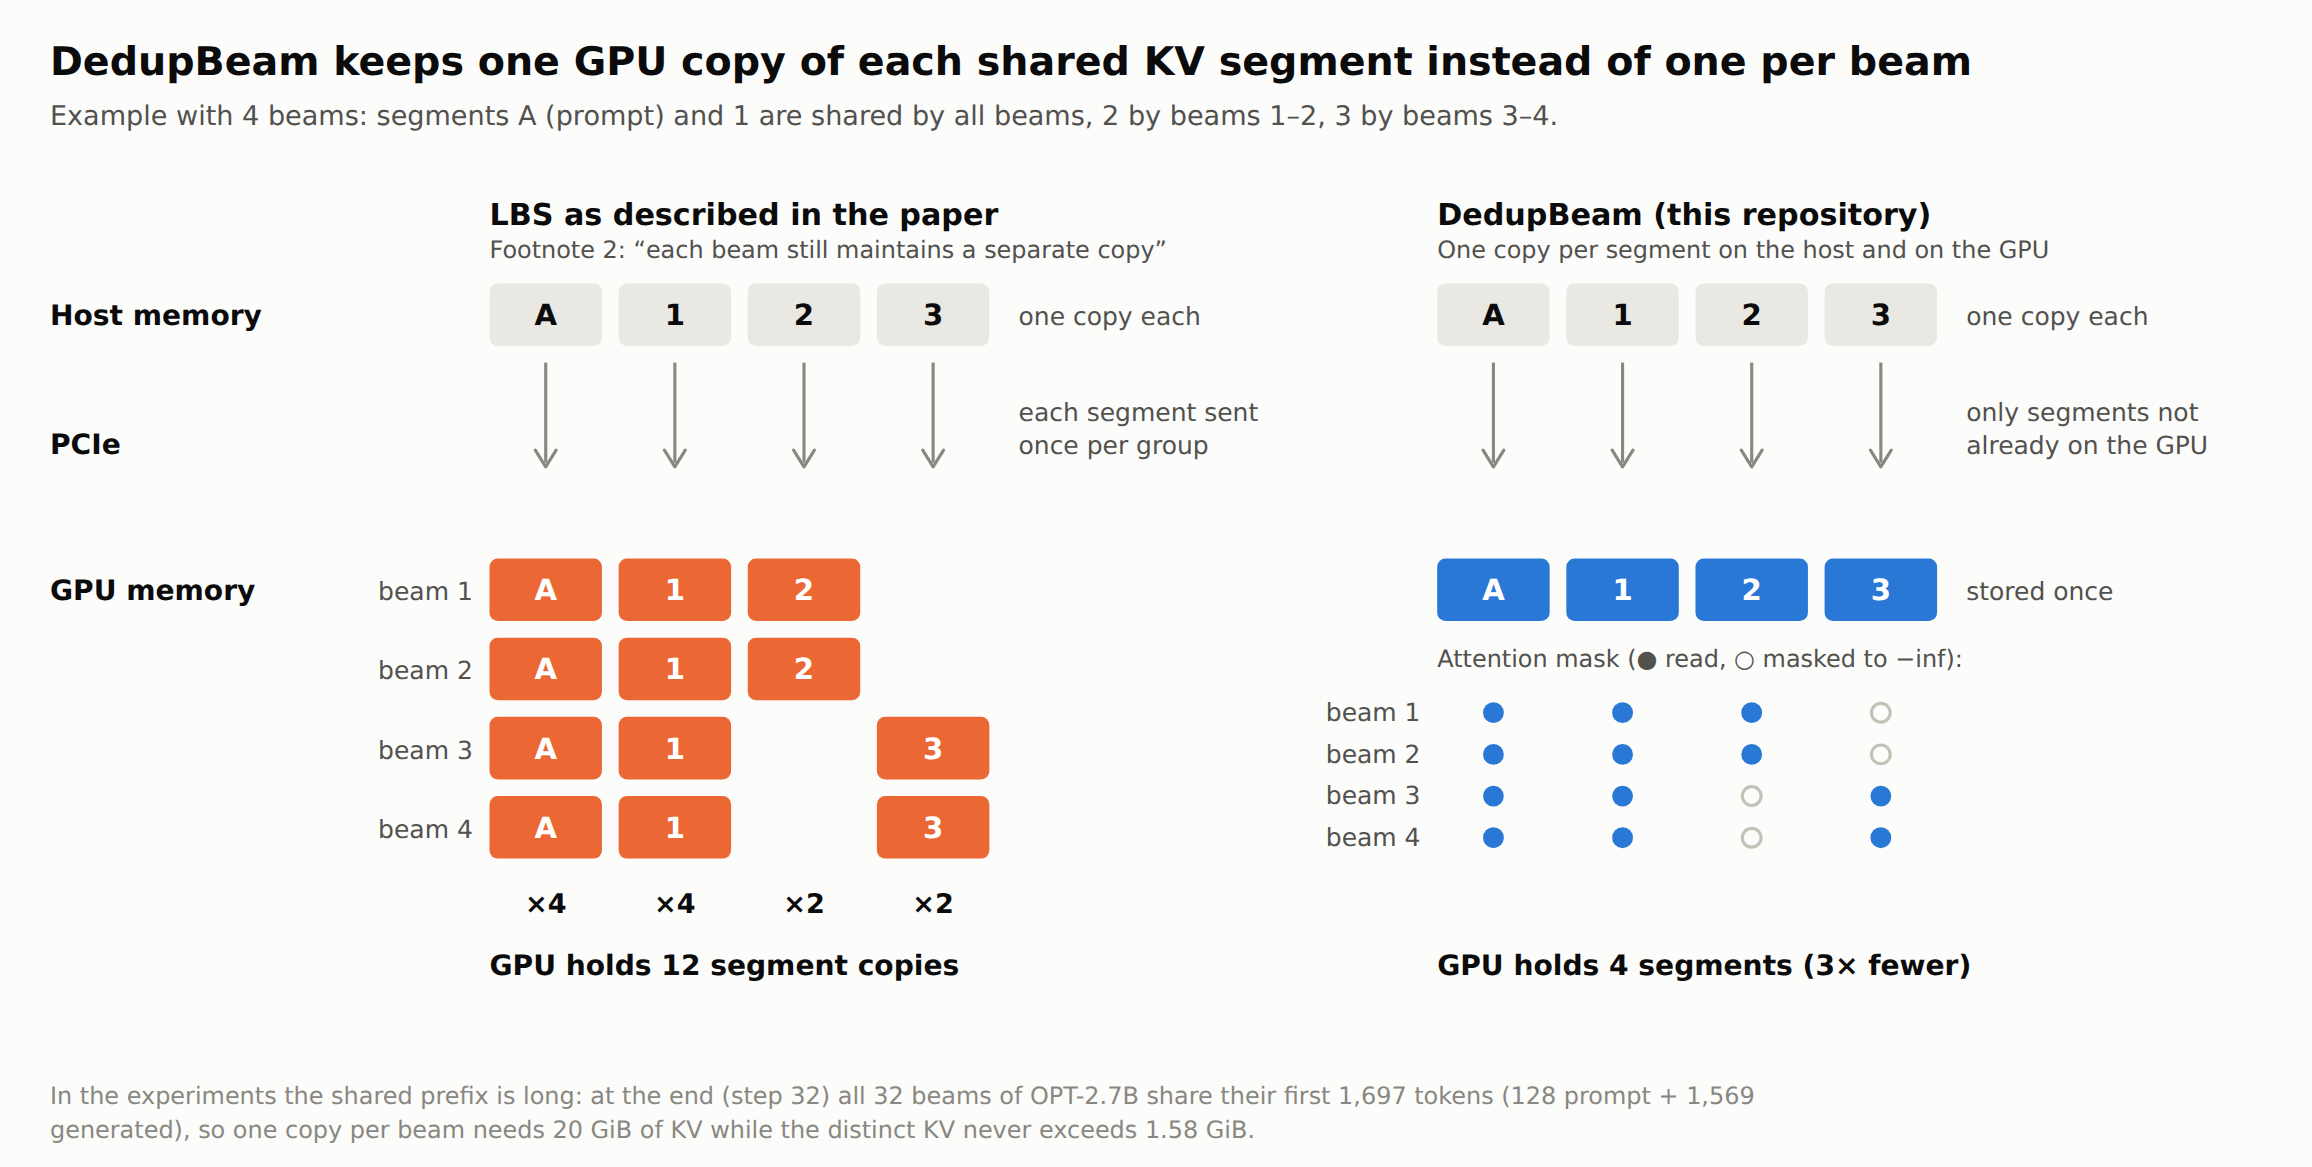 DedupBeam keeps one GPU copy of each shared KV segment instead of one per beam
Example with 4 beams: segments A (prompt) and 1 are shared by all beams, 2 by beams 1–2, 3 by beams 3–4.
LBS as described in the paper
Footnote 2: “each beam still maintains a separate copy”
DedupBeam (this repository)
One copy per segment on the host and on the GPU
Host memory
A 1 2 3 one copy each
A 1 2 3 one copy each
PCIe
each segment sent
once per group
only segments not
already on the GPU
GPU memory
beam 1 A 1 2
beam 2 A 1 2
beam 3 A 1 3
beam 4 A 1 3
×4 ×4 ×2 ×2
GPU holds 12 segment copies
A 1 2 3 stored once
Attention mask (● read, ○ masked to −inf):
beam 1
beam 2
beam 3
beam 4
GPU holds 4 segments (3× fewer)
In the experiments the shared prefix is long: at the end (step 32) all 32 beams of OPT-2.7B share their first 1,697 tokens (128 prompt + 1,569
generated), so one copy per beam needs 20 GiB of KV while the distinct KV never exceeds 1.58 GiB.